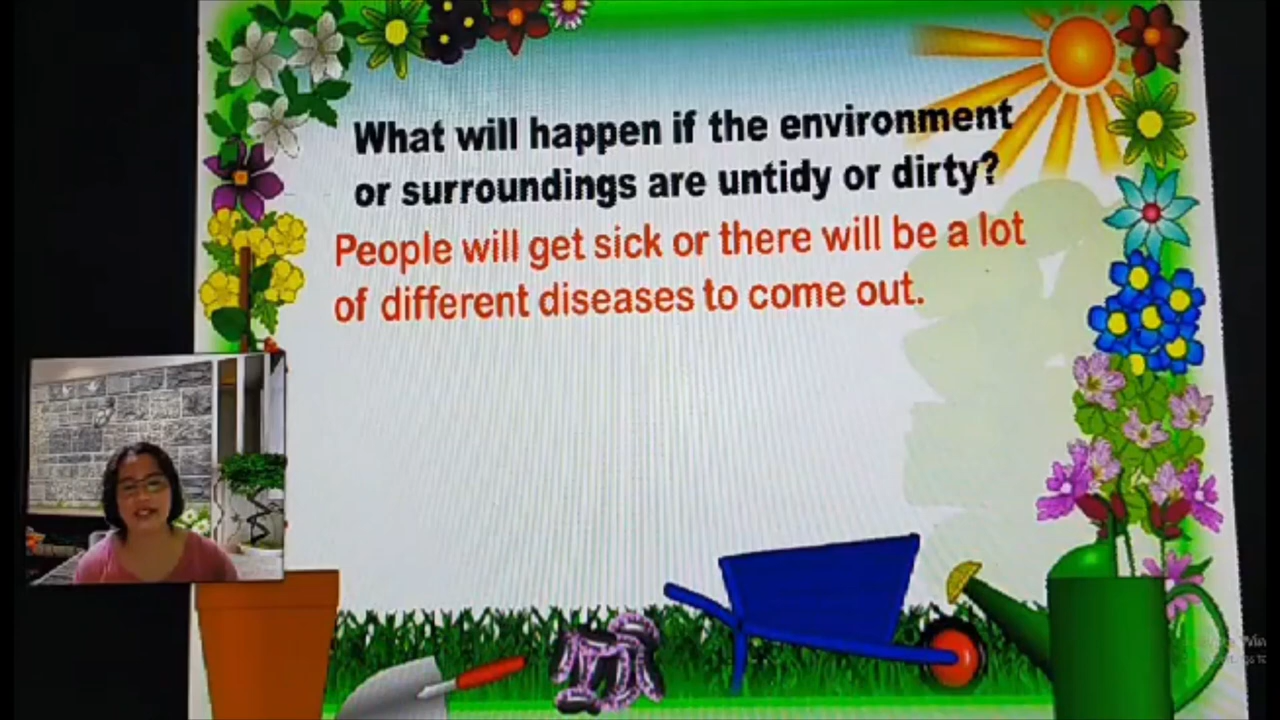 What will happen if the environment
or surroundings are untidy or dirty?
People will get sick or there will be a lot
of different diseases to come out.